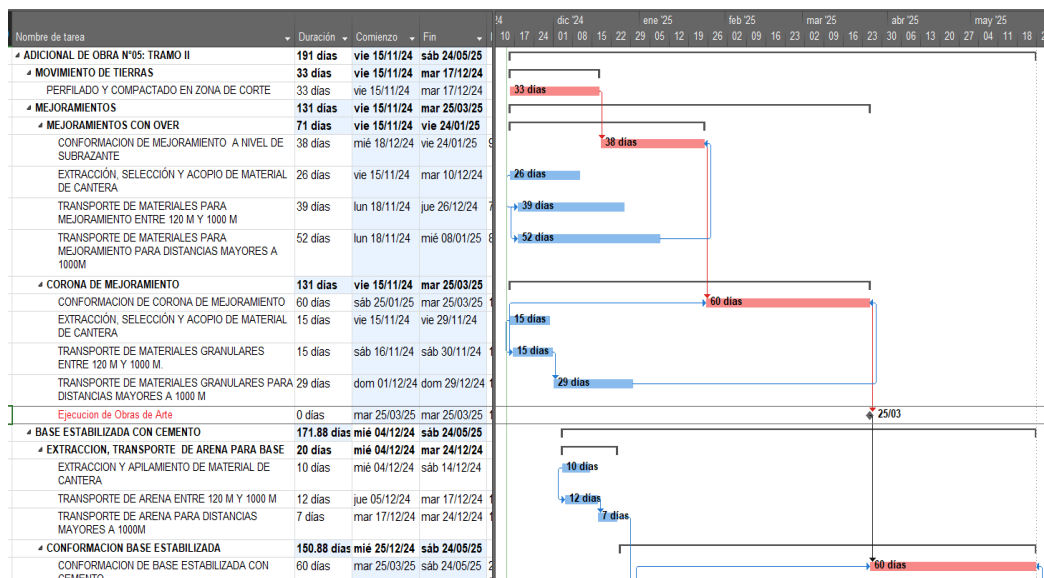 '24 dic '24 ene '25 feb '25 mar '25 abr '25 may '25
Nombre de tarea Duración Comienzo Fin 10 17 24 01 08 15 22 29 05 12 19 26 02 09 16 23 02 09 16 23 30 06 13 20 27 04 11 18 2
ADICIONAL DE OBRA N°05: TRAMO II 191 días vie 15/11/24 sáb 24/05/25
MOVIMIENTO DE TIERRAS 33 días vie 15/11/24 mar 17/12/24
PERFILADO Y COMPACTADO EN ZONA DE CORTE 33 días vie 15/11/24 mar 17/12/24 33 días
MEJORAMIENTOS 131 días vie 15/11/24 mar 25/03/25
MEJORAMIENTOS CON OVER 71 días vie 15/11/24 vie 24/01/25
CONFORMACION DE MEJORAMIENTO A NIVEL DE 38 días mié 18/12/24 vie 24/01/25 9 38 días
SUBRAZANTE
EXTRACCIÓN, SELECCIÓN Y ACOPIO DE MATERIAL 26 días vie 15/11/24 mar 10/12/24 26 días
DE CANTERA
TRANSPORTE DE MATERIALES PARA 39 días lun 18/11/24 jue 26/12/24 7 39 días
MEJORAMIENTO ENTRE 120 M Y 1000 M
TRANSPORTE DE MATERIALES PARA 52 días lun 18/11/24 mié 08/01/25 8 52 días
MEJORAMIENTO PARA DISTANCIAS MAYORES A
1000M
CORONA DE MEJORAMIENTO 131 días vie 15/11/24 mar 25/03/25
CONFORMACION DE CORONA DE MEJORAMIENTO 60 días sáb 25/01/25 mar 25/03/25 1 60 días
EXTRACCIÓN, SELECCIÓN Y ACOPIO DE MATERIAL 15 días vie 15/11/24 vie 29/11/24 15 días
DE CANTERA
TRANSPORTE DE MATERIALES GRANULARES 15 días sáb 16/11/24 sáb 30/11/24 1 15 días
ENTRE 120 M Y 1000 M.
TRANSPORTE DE MATERIALES GRANULARES PARA 29 días dom 01/12/24 dom 29/12/24 1 29 días
DISTANCIAS MAYORES A 1000 M
Ejecucion de Obras de Arte 0 días mar 25/03/25 mar 25/03/25 1 25/03
BASE ESTABILIZADA CON CEMENTO 171.88 días mié 04/12/24 sáb 24/05/25
EXTRACCION, TRANSPORTE DE ARENA PARA BASE 20 días mié 04/12/24 mar 24/12/24
EXTRACCION Y APILAMIENTO DE MATERIAL DE 10 días mié 04/12/24 sáb 14/12/24 10 días
CANTERA
TRANSPORTE DE ARENA ENTRE 120 M Y 1000 M 12 días jue 05/12/24 mar 17/12/24 1 12 días
TRANSPORTE DE ARENA PARA DISTANCIAS 7 días mar 17/12/24 mar 24/12/24 1 7 días
MAYORES A 1000M
CONFORMACION BASE ESTABILIZADA 150.88 días mié 25/12/24 sáb 24/05/25
CONFORMACION DE BASE ESTABILIZADA CON 60 días mar 25/03/25 sáb 24/05/25 2 60 días
CEMENTO